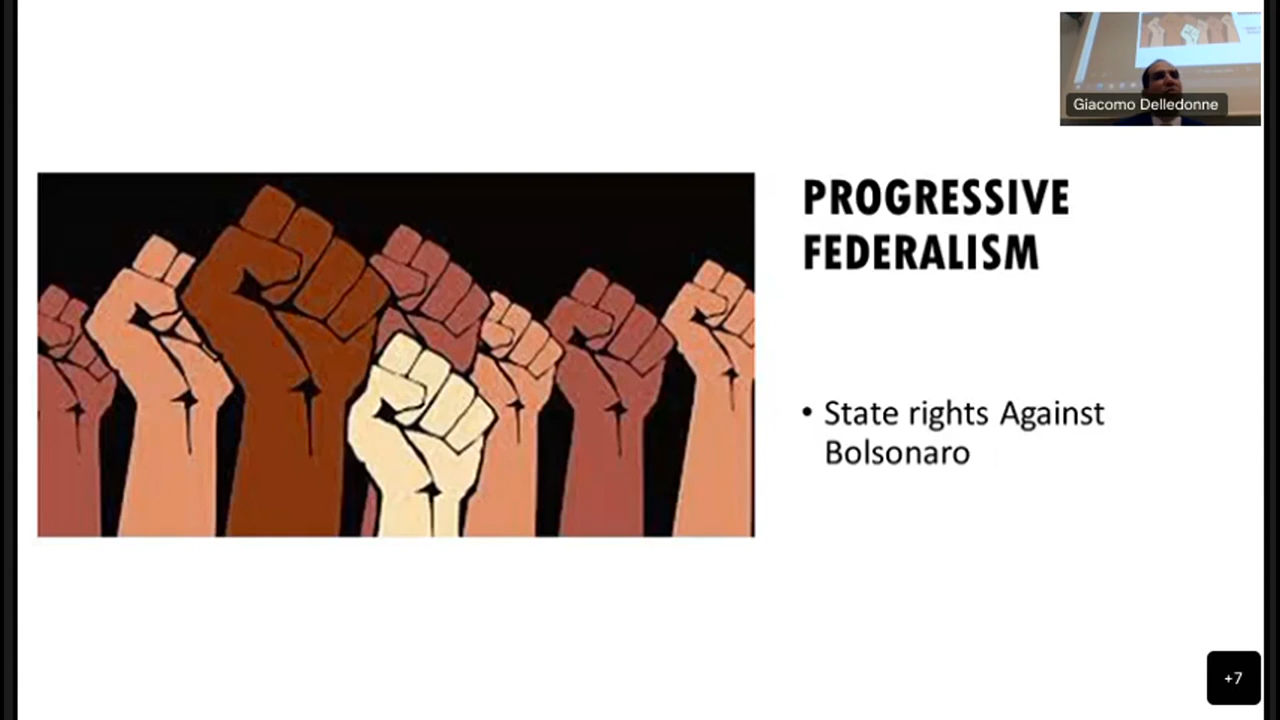 Giacomo Delledonne
PROGRESSIVE
FEDERALISM
• State rights Against
Bolsonaro
+7